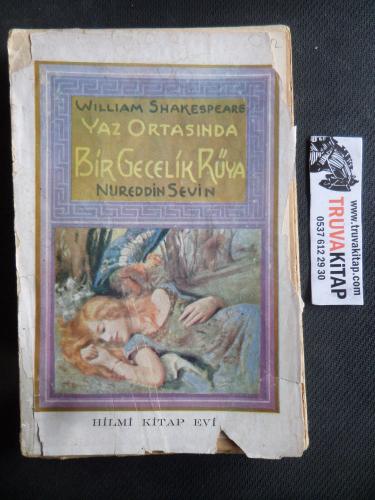 WILLIAM SHAKESPEARE
YAZ ORTASINDA
BİR GECELİK RÜYA
NUREDDİN SEVİN
HİLMİ KİTAP EVİ
TRUVAKİTAP
www.truvakitap.com
0537 612 29 30